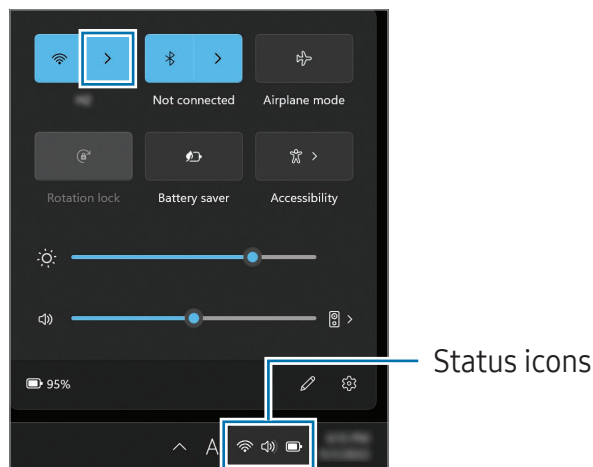 Not connected
Airplane mode
Rotation lock
Battery saver
Accessibility
95%
Status icons
A